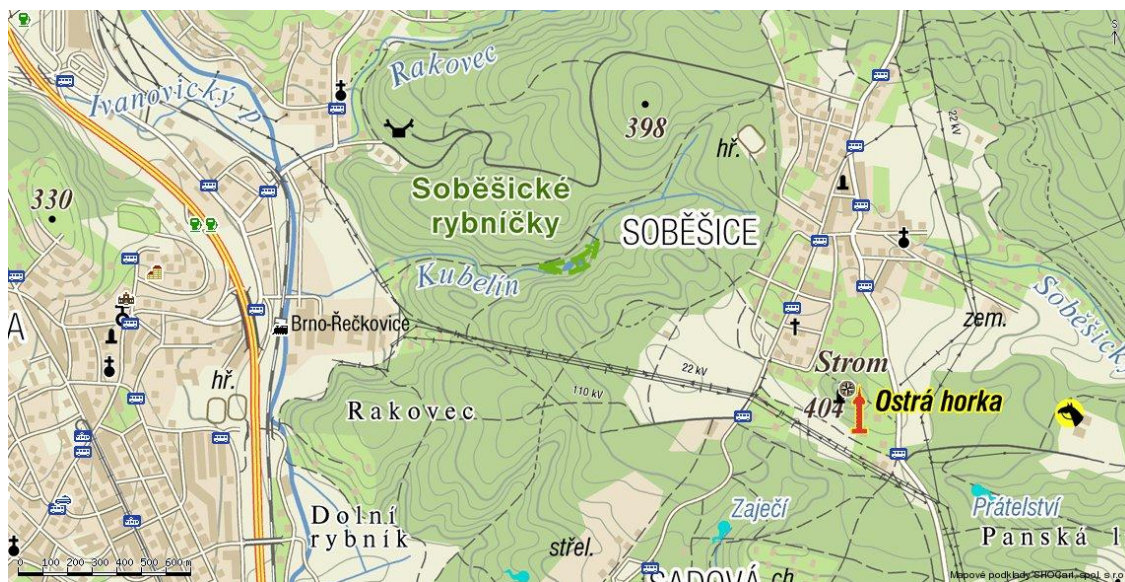 S
Rakovec
Ivanovický p
22 kV
398
hř.
330
Soběšické
rybníčky
SOBĚŠICE
Kubelín
Soběšický
A
Brno-Řečkovice
zem.
Strom
22 kV
110 kV
404
Ostrá horka
hř.
Rakovec
Zaječí
Přátelství
Dolní
rybník
střel.
Panská l
SADOVÁ
ch
0 100 200 300 400 500 600 m
Mapové podklady SHOCart, spol. s r.o